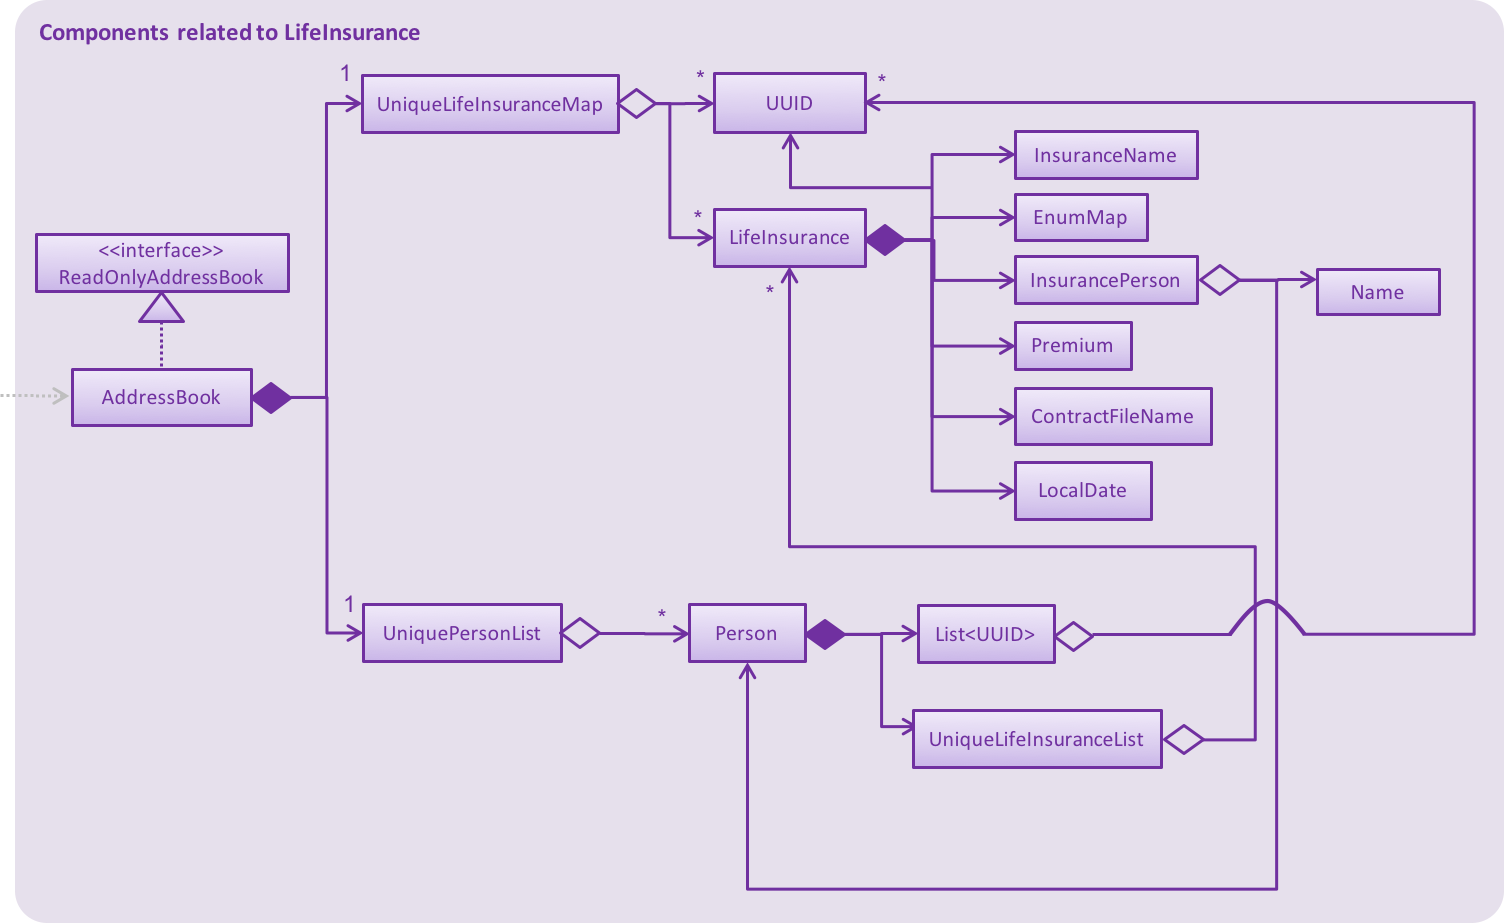 Components related to LifeInsurance
1
UniqueLifeInsuranceMap
*
UUID
*
InsuranceName
EnumMap
*
LifeInsurance
*
InsurancePerson
Name
Premium
ContractFileName
LocalDate
<<interface>>
ReadOnlyAddressBook
AddressBook
1
UniquePersonList
*
Person
List<UUID>
UniqueLifeInsuranceList